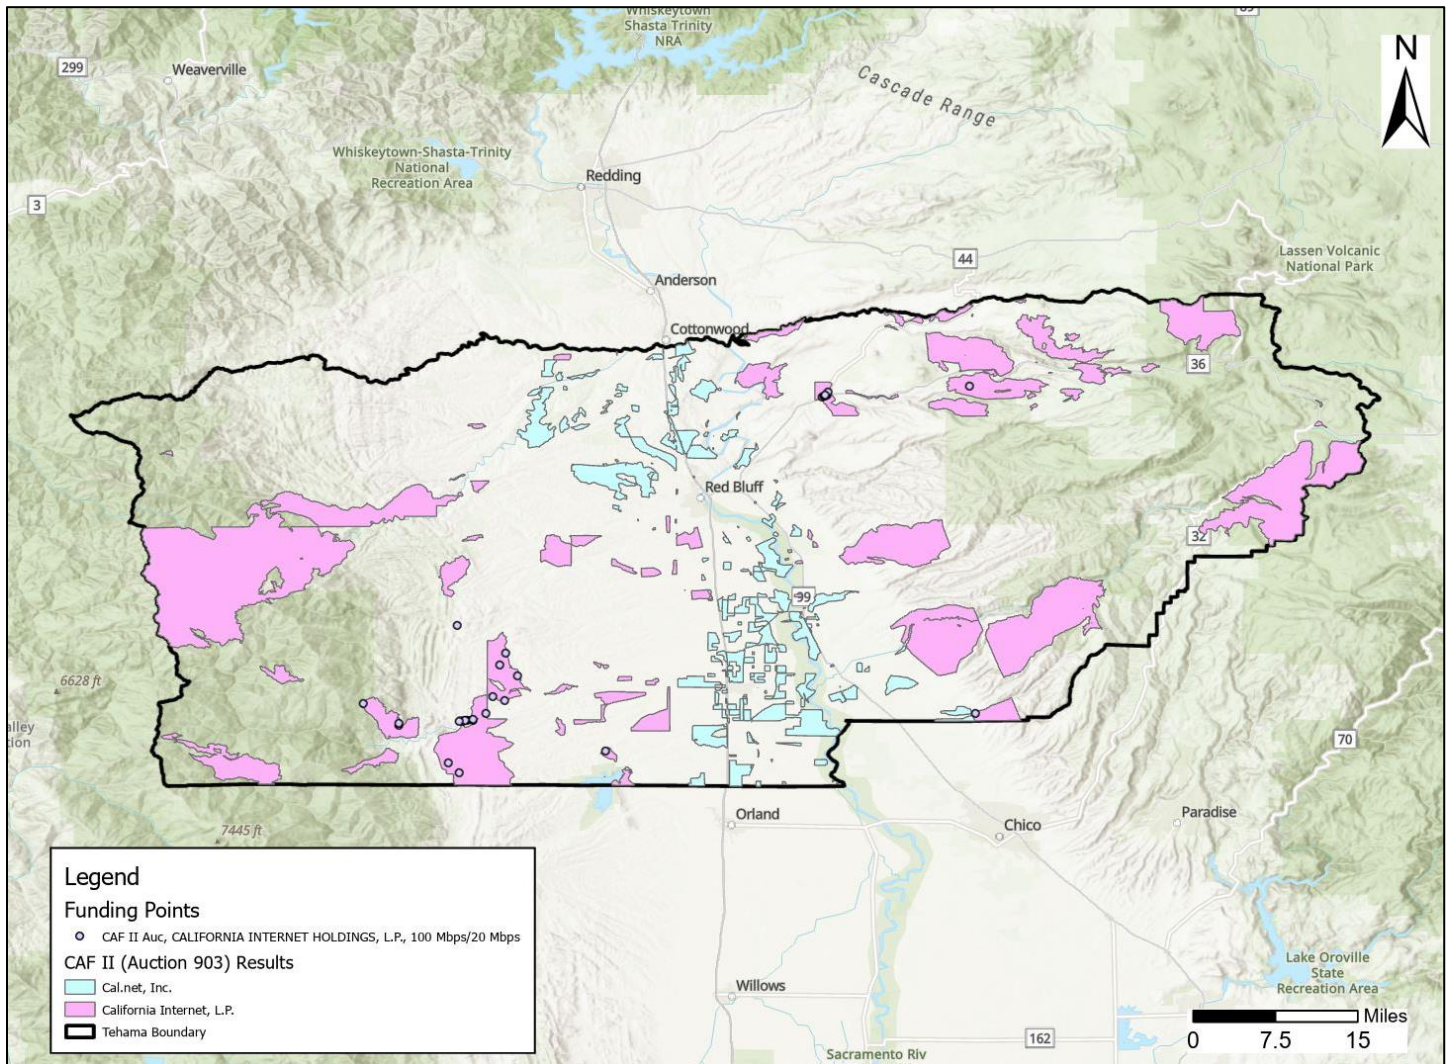 Whiskeytown
Shasta Trinity
NRA
89
N
299
Weaverville
Cascade Range
Whiskeytown-Shasta-Trinity
National
Recreation Area
Redding
3
44
Lassen Volcanic
National Park
Anderson
Cottonwood
36
Red Bluff
32
99
6628 ft
alley
tion
70
7445 ft
Orland
Chico
Paradise
Legend
Funding Points
CAF II Auc, CALIFORNIA INTERNET HOLDINGS, L.P., 100 Mbps/20 Mbps
CAF II (Auction 903) Results
Cal.net, Inc.
California Internet, L.P.
Tehama Boundary
Willows
Lake Oroville
State
Recreation Area
Miles
0 7.5 15
162
Sacramento Riv